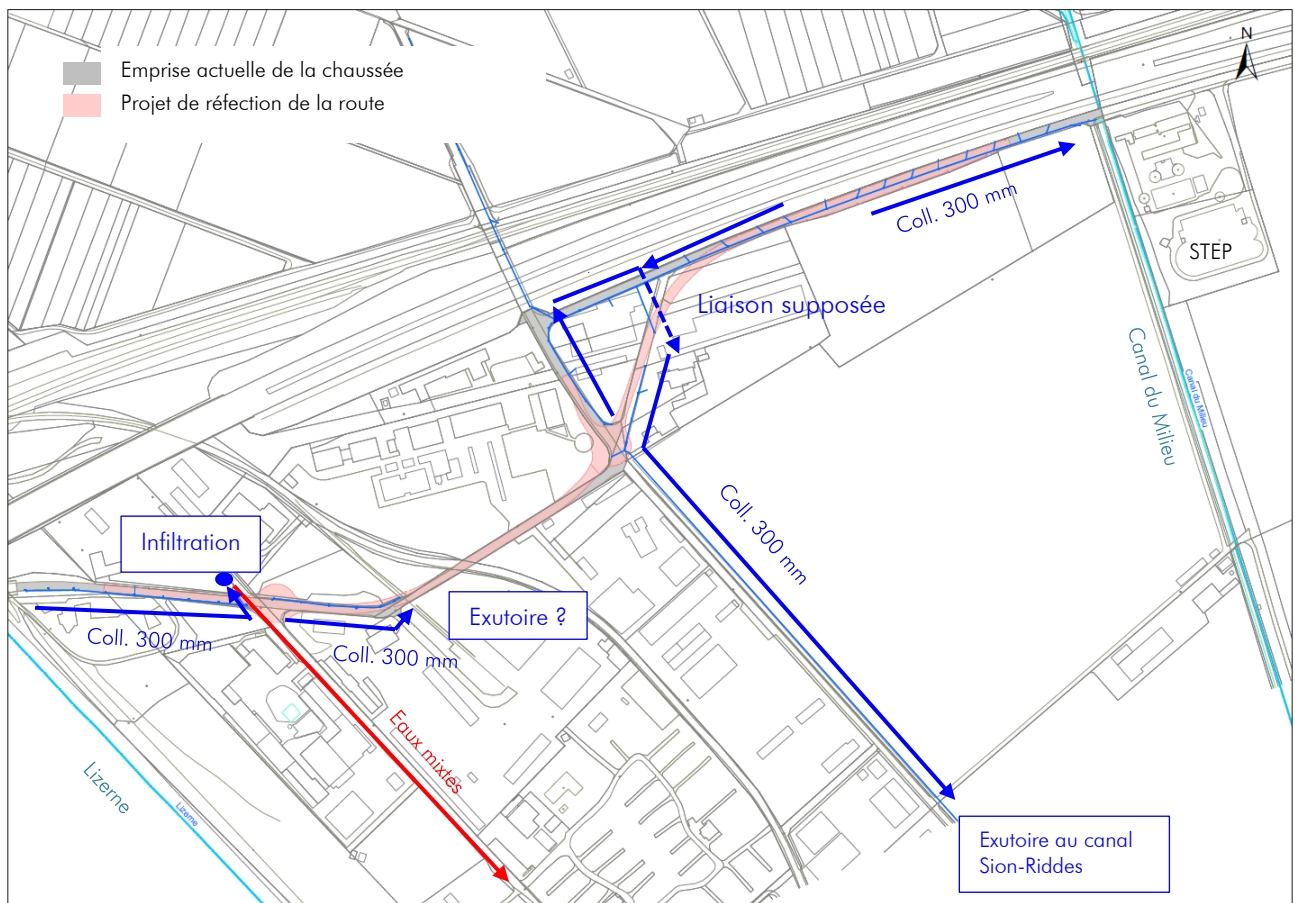 Emprise actuelle de la chaussée
Projet de réfection de la route
N
Coll. 300 mm
STEP
Liaison supposée
Canal du Milieu
Canal du Milieu
Coll. 300 mm
Infiltration
Exutoire ?
Coll. 300 mm
Coll. 300 mm
Eaux mixtes
Lizerne
Lizerne
Exutoire au canal
Sion-Riddes